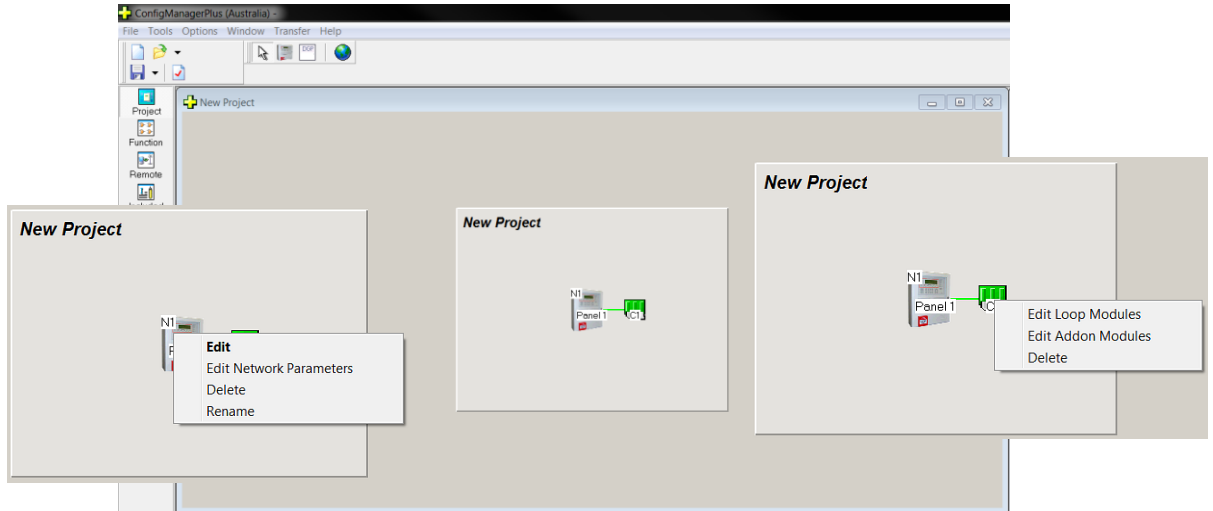 ConfigManagerPlus (Australia) -
File Tools Options Window Transfer Help
Project
Function
Remote
New Project
New Project
N1
Edit
Edit Network Parameters
Delete
Rename
New Project
N1
Panel 1
C1
New Project
N1
Panel 1
C
Edit Loop Modules
Edit Addon Modules
Delete